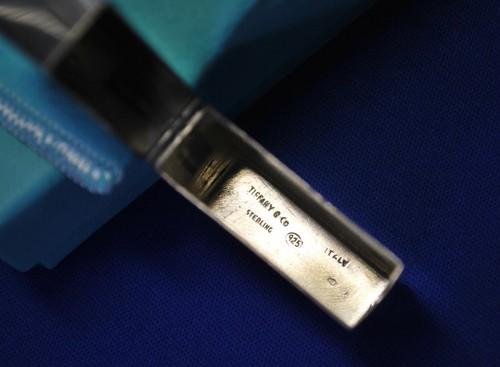 TIFFANY & CO
STERLING 925 ITALY